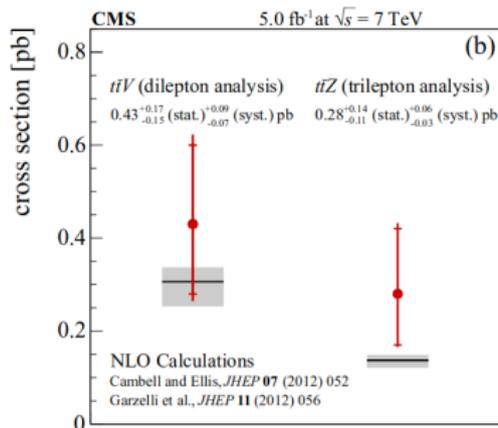 CMS 5.0 fb⁻¹ at √s = 7 TeV
(b)
cross section [pb]
0.8
0.6
0.4
0.2
0
tt̄V (dilepton analysis)
0.43 +0.17 -0.15 (stat.) +0.09 -0.07 (syst.) pb
tt̄Z (trilepton analysis)
0.28 +0.14 -0.11 (stat.) +0.06 -0.03 (syst.) pb
NLO Calculations
Cambell and Ellis, JHEP 07 (2012) 052
Garzelli et al., JHEP 11 (2012) 056